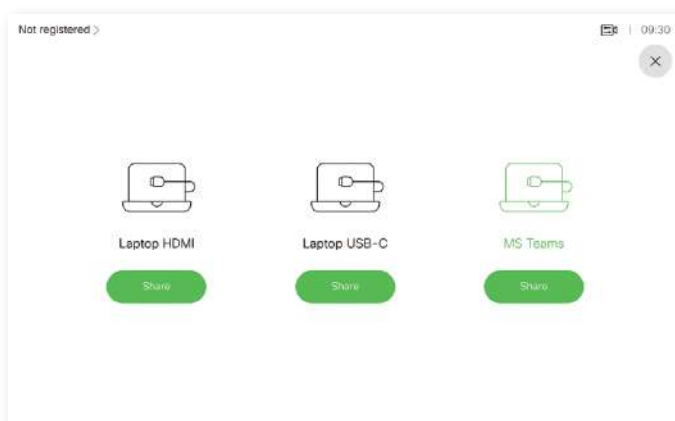 Not registered >
09:30
Laptop HDMI
Laptop USB-C
MS Teams
Share
Share
Share